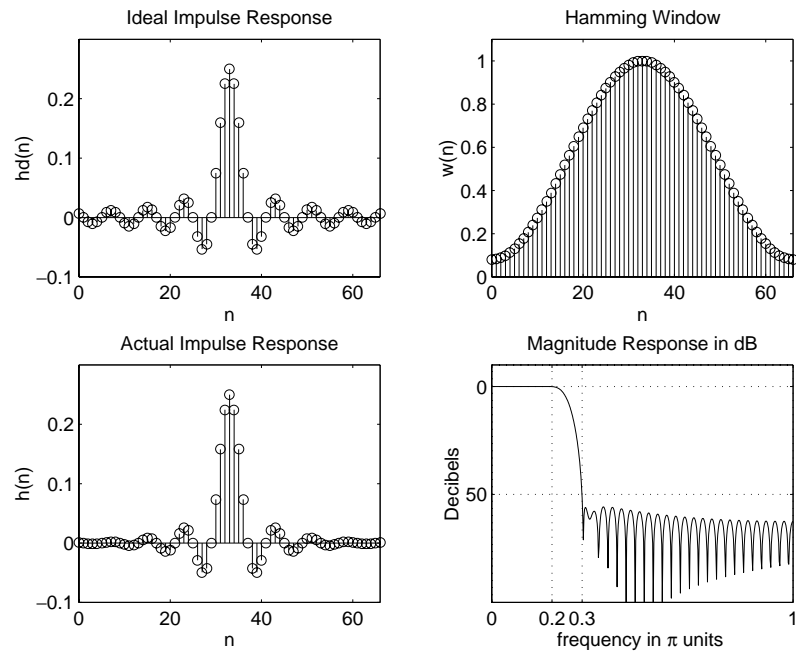 Ideal Impulse Response
0.2
0.1
0
−0.1
hd(n)
0
20
40
60
n
Hamming Window
1
0.8
0.6
0.4
0.2
0
w(n)
0
20
40
60
n
Actual Impulse Response
0.2
0.1
0
−0.1
h(n)
0
20
40
60
n
Magnitude Response in dB
0
50
Decibels
0
0.2
0.3
1
frequency in π units